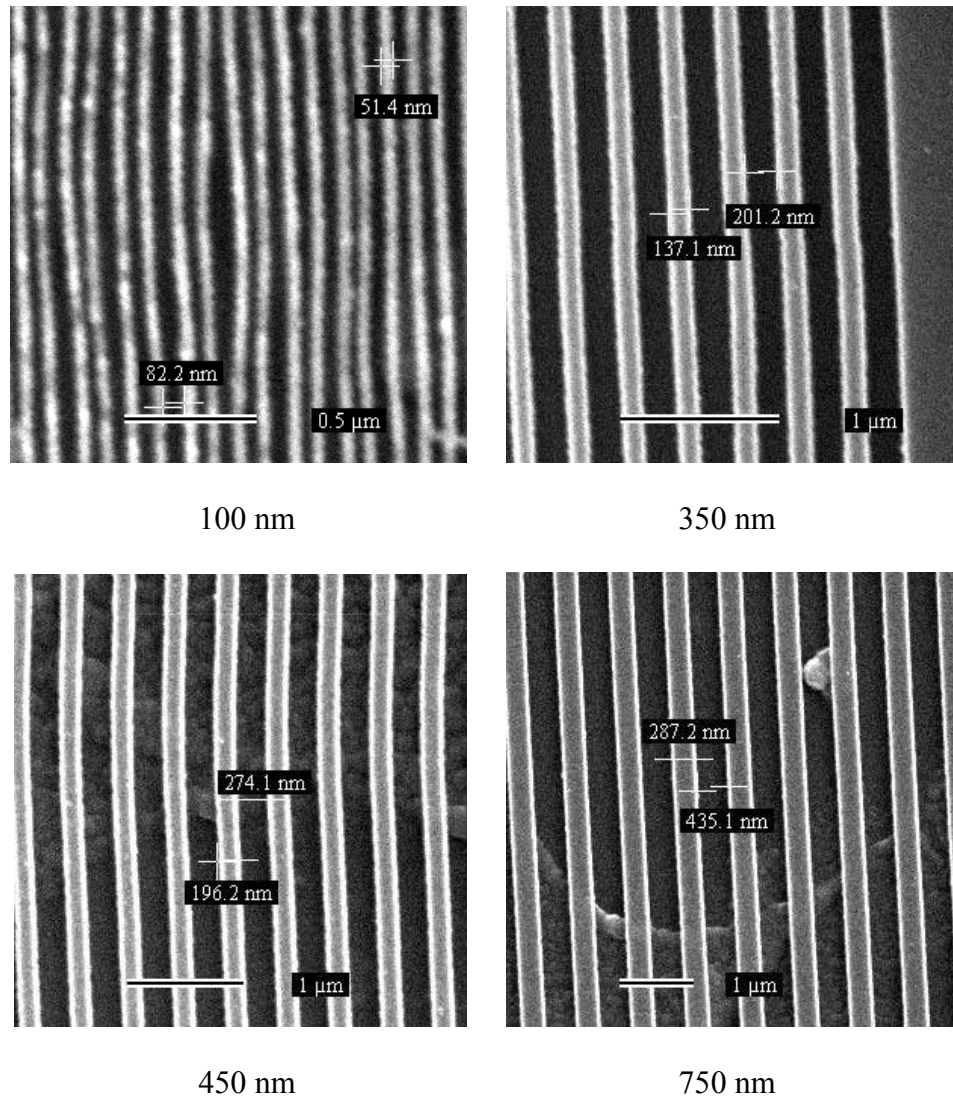 51.4 nm
82.2 nm
0.5 µm
201.2 nm
137.1 nm
1 µm
100 nm
350 nm
274.1 nm
196.2 nm
1 µm
287.2 nm
435.1 nm
1 µm
450 nm
750 nm